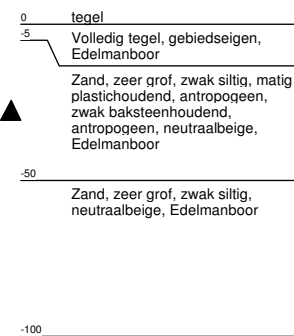 0 tegel
-5 Volledig tegel, gebiedseigen,
Edelmanboor
Zand, zeer grof, zwak siltig, matig
plastichoudend, antropogeen,
zwak baksteenhoudend,
antropogeen, neutraalbeige,
Edelmanboor
-50
Zand, zeer grof, zwak siltig,
neutraalbeige, Edelmanboor
-100